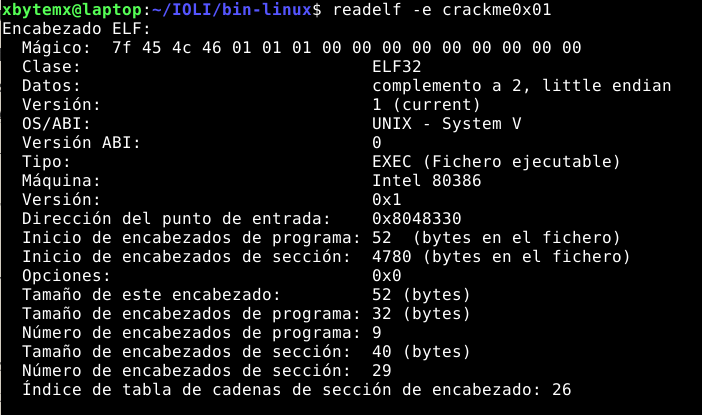 xbytemx@laptop:~/IOLI/bin-linux$ readelf -e crackme0x01
Encabezado ELF:
  Mágico:  7f 45 4c 46 01 01 01 00 00 00 00 00 00 00 00 00
  Clase:                             ELF32
  Datos:                             complemento a 2, little endian
  Versión:                           1 (current)
  OS/ABI:                            UNIX - System V
  Versión ABI:                       0
  Tipo:                              EXEC (Fichero ejecutable)
  Máquina:                           Intel 80386
  Versión:                           0x1
  Dirección del punto de entrada:    0x8048330
  Inicio de encabezados de programa: 52  (bytes en el fichero)
  Inicio de encabezados de sección:  4780 (bytes en el fichero)
  Opciones:                          0x0
  Tamaño de este encabezado:         52 (bytes)
  Tamaño de encabezados de programa: 32 (bytes)
  Número de encabezados de programa: 9
  Tamaño de encabezados de sección:  40 (bytes)
  Número de encabezados de sección:  29
  Índice de tabla de cadenas de sección de encabezado: 26